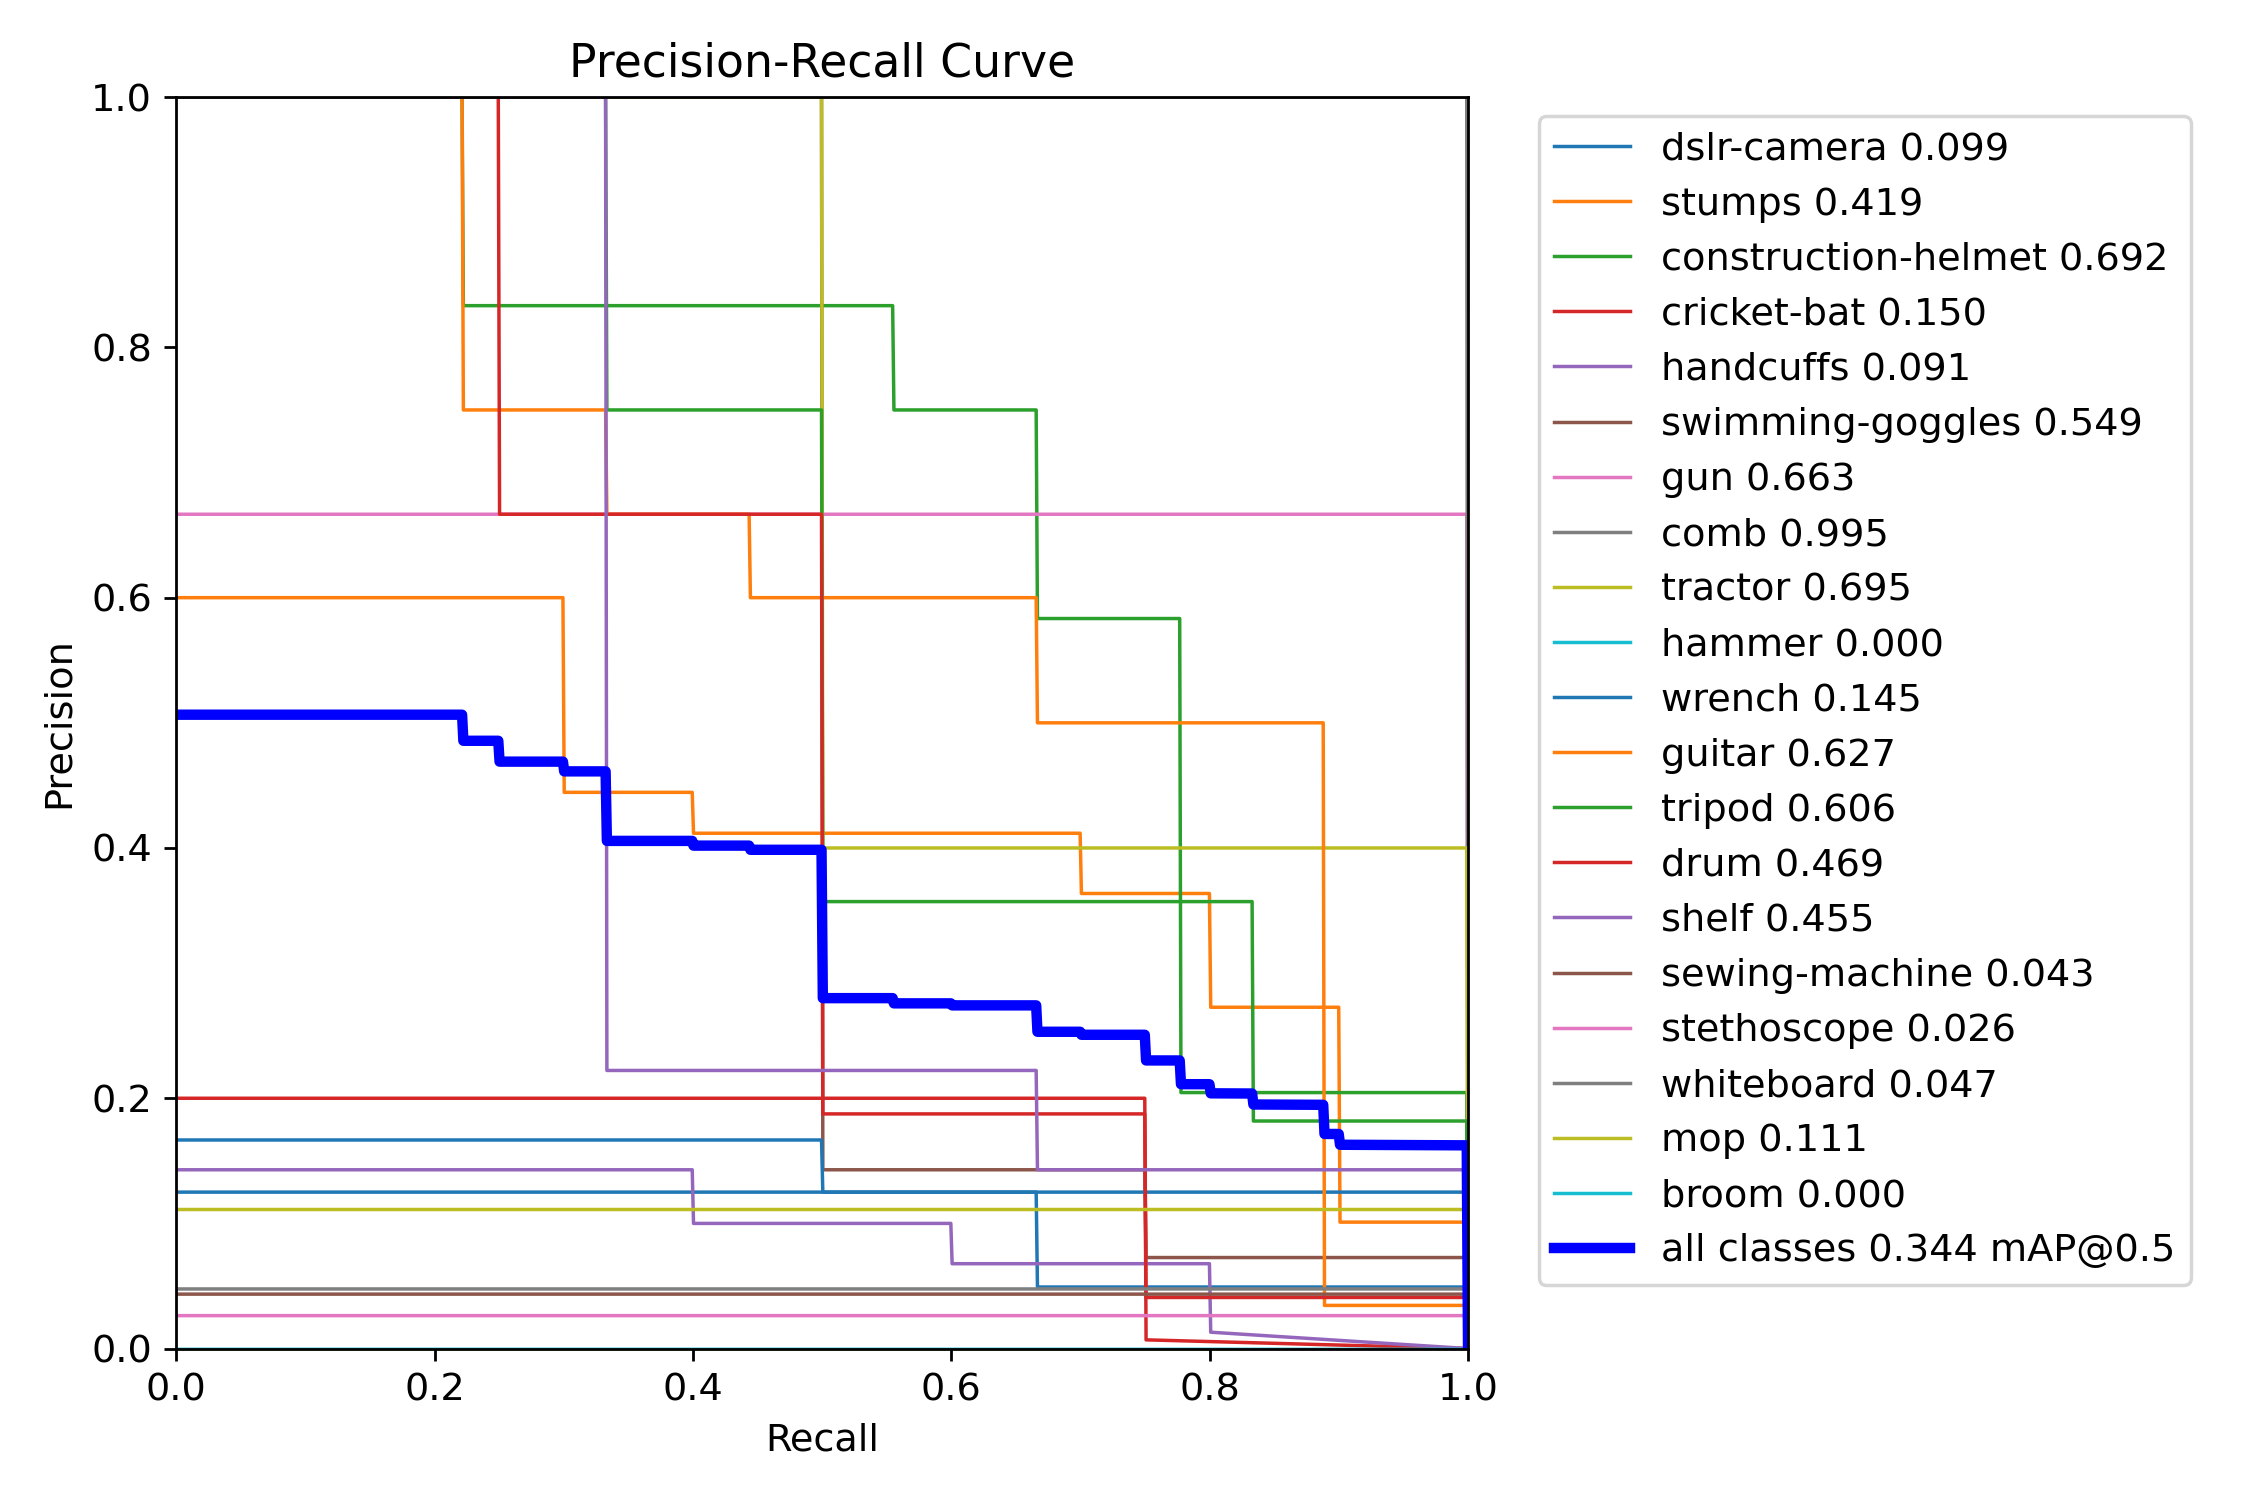 Precision-Recall Curve
1.0
0.8
0.6
0.4
0.2
0.0
Precision
0.0 0.2 0.4 0.6 0.8 1.0
Recall
dslr-camera 0.099
stumps 0.419
construction-helmet 0.692
cricket-bat 0.150
handcuffs 0.091
swimming-goggles 0.549
gun 0.663
comb 0.995
tractor 0.695
hammer 0.000
wrench 0.145
guitar 0.627
tripod 0.606
drum 0.469
shelf 0.455
sewing-machine 0.043
stethoscope 0.026
whiteboard 0.047
mop 0.111
broom 0.000
all classes 0.344 mAP@0.5